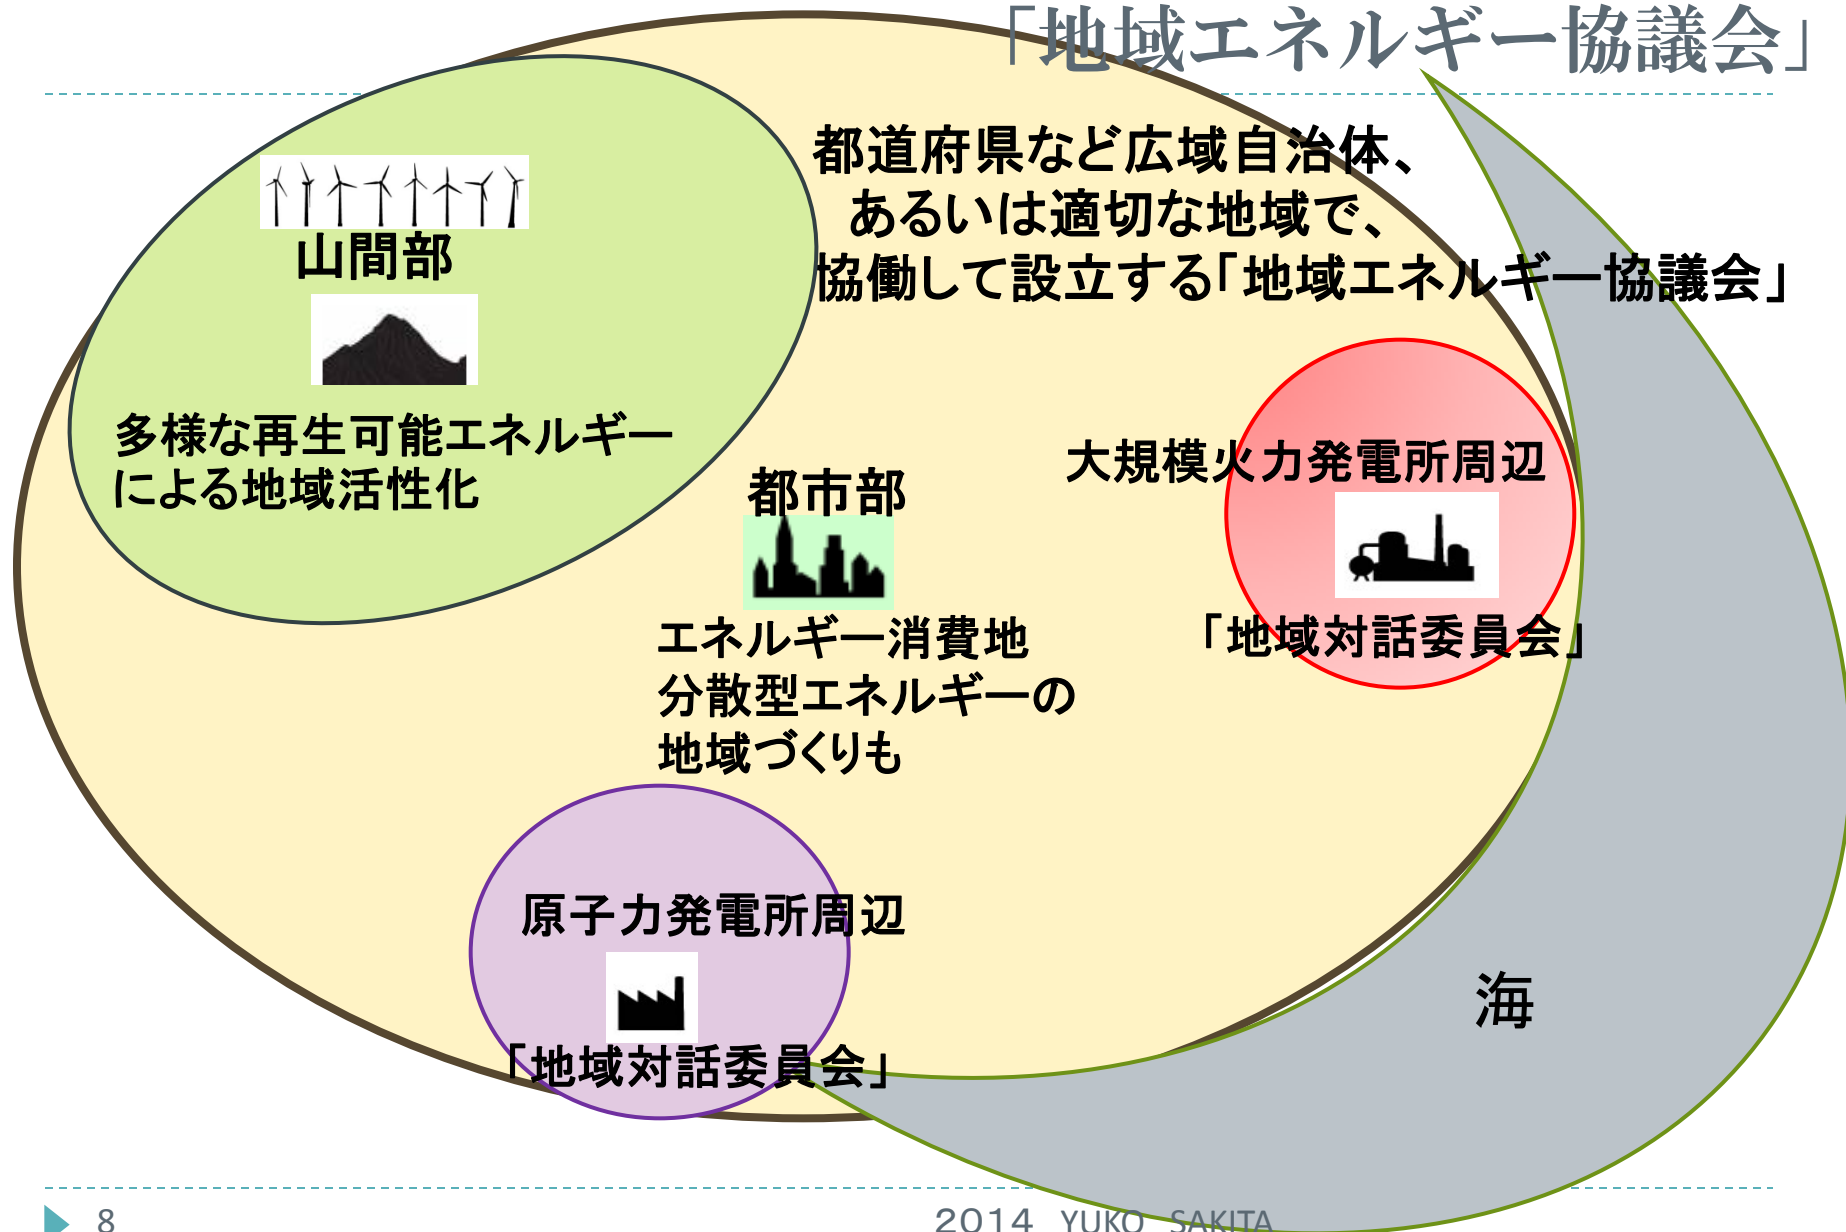 「地域エネルギー協議会」
都道府県など広域自治体、
あるいは適切な地域で、
協働して設立する「地域エネルギー協議会」
山間部
多様な再生可能エネルギー
による地域活性化
都市部
エネルギー消費地
分散型エネルギーの
地域づくりも
大規模火力発電所周辺
「地域対話委員会」
原子力発電所周辺
「地域対話委員会」
海
8
2014 YUKO SAKITA